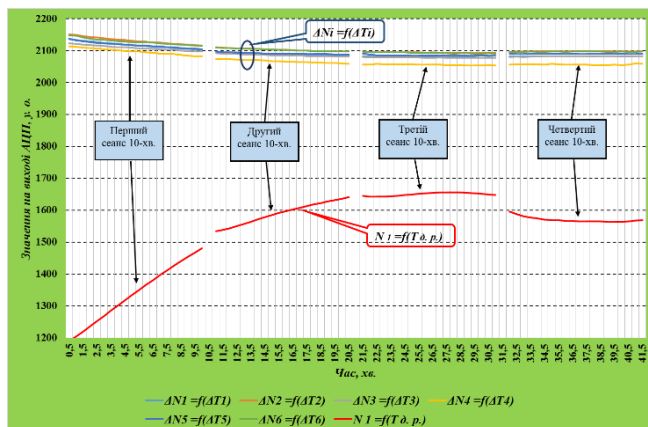 Значення на виході АЦП, у. о.
2200
2100
2000
1900
1800
1700
1600
1500
1400
1300
1200
ΔNi =f(ΔTi)
Перший
сеанс 10-хв.
Другий
сеанс 10-хв.
Третій
сеанс 10-хв.
Четвертий
сеанс 10-хв.
N 1 =f(T д. р.)
0,5 1,5 2,5 3,5 4,5 5,5 6,5 7,5 8,5 9,5 10,5 11,5 12,5 13,5 14,5 15,5 16,5 17,5 18,5 19,5 20,5 21,5 22,5 23,5 24,5 25,5 26,5 27,5 28,5 29,5 30,5 31,5 32,5 33,5 34,5 35,5 36,5 37,5 38,5 39,5 40,5 41,5
Час, хв.
ΔN1 =f(ΔT1) ΔN2 =f(ΔT2) ΔN3 =f(ΔT3) ΔN4 =f(ΔT4)
ΔN5 =f(ΔT5) ΔN6 =f(ΔT6) N 1 =f(T д. р.)